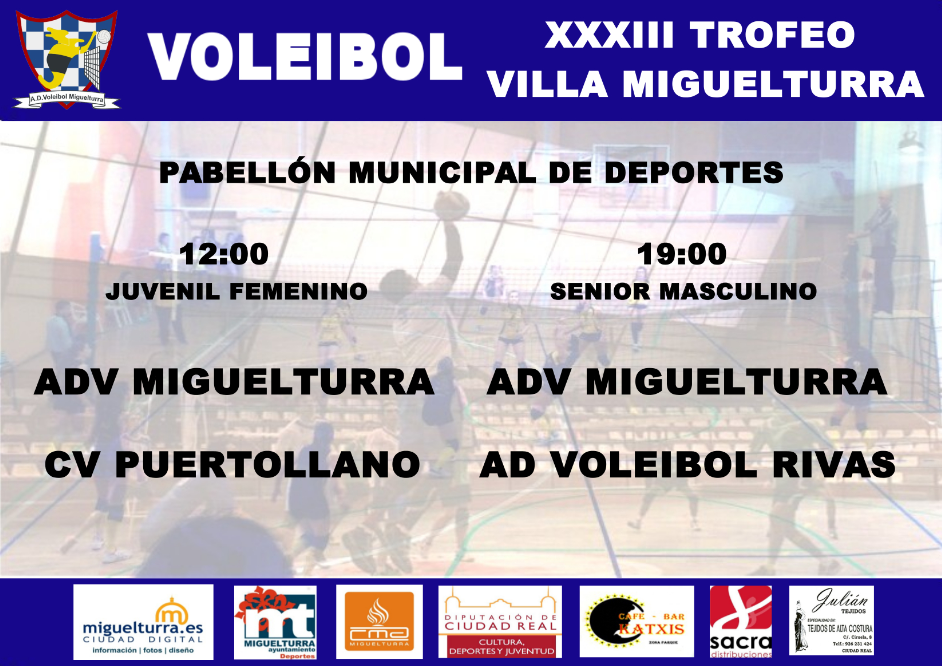 A.D. Voleibol Miguelturra
VOLEIBOL
XXXIII TROFEO
VILLA MIGUELTURRA
PABELLÓN MUNICIPAL DE DEPORTES
12:00
JUVENIL FEMENINO
ADV MIGUELTURRA
CV PUERTOLLANO
19:00
SENIOR MASCULINO
ADV MIGUELTURRA
AD VOLEIBOL RIVAS
miguelturra.es
CIUDAD DIGITAL
información | fotos | diseño
mt
MIGUELTURRA
ayuntamiento
Deportes
cmd
MIGUELTURRA
DIPUTACIÓN DE
CIUDAD REAL
CULTURA,
DEPORTES Y JUVENTUD
CAFE - BAR
KATXIS
ZONA PARQUE
sacra
distribuciones
Julián
TEJIDOS
TEJIDOS DE ALTA COSTURA
CIUDAD REAL